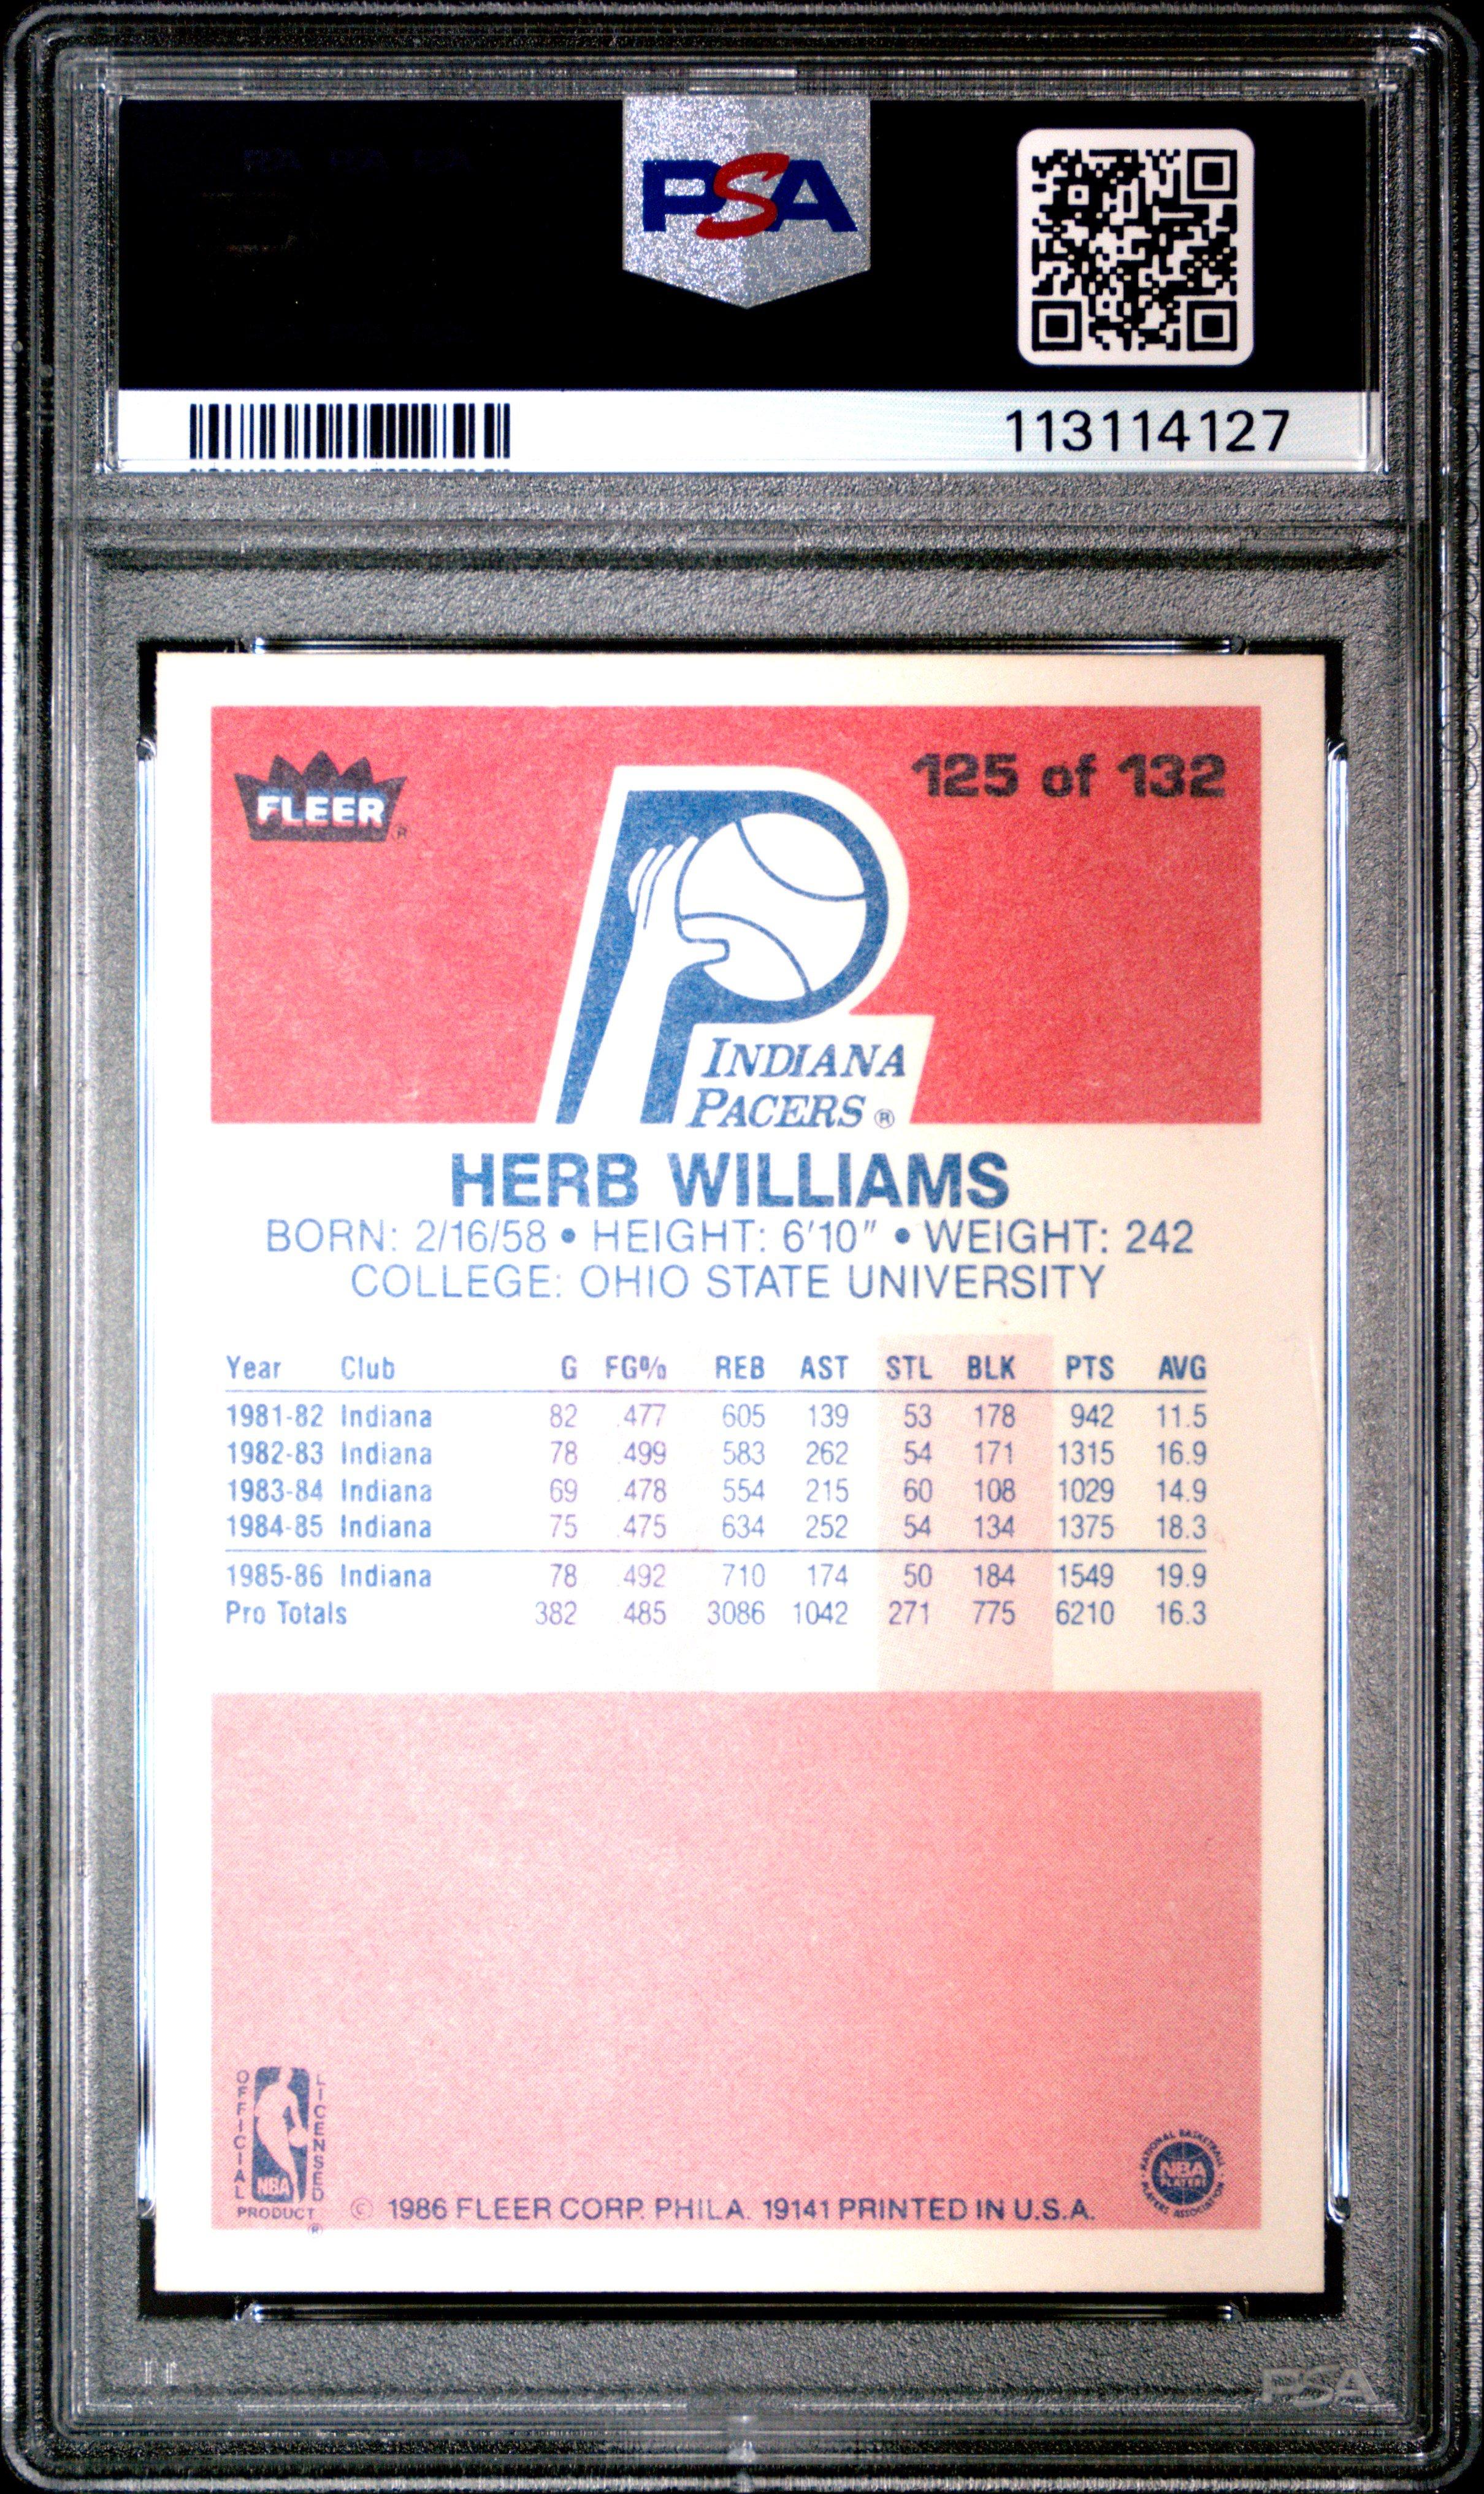 PSA
113114127
FLEER ®
125 of 132
INDIANA
PACERS ®
HERB WILLIAMS
BORN: 2/16/58 • HEIGHT: 6'10" • WEIGHT: 242
COLLEGE: OHIO STATE UNIVERSITY
Year Club G FG% REB AST STL BLK PTS AVG
1981-82 Indiana 82 .477 605 139 53 178 942 11.5
1982-83 Indiana 78 .499 583 262 54 171 1315 16.9
1983-84 Indiana 69 .478 554 215 60 108 1029 14.9
1984-85 Indiana 75 .475 634 252 54 134 1375 18.3
1985-86 Indiana 78 .492 710 174 50 184 1549 19.9
Pro Totals 382 .485 3086 1042 271 775 6210 16.3
OFFICIAL
LICENSED
NBA
PRODUCT ®
© 1986 FLEER CORP. PHILA. 19141 PRINTED IN U.S.A.
NATIONAL BASKETBALL
NBA
PLAYERS
PLAYERS ASSOCIATION
PSA